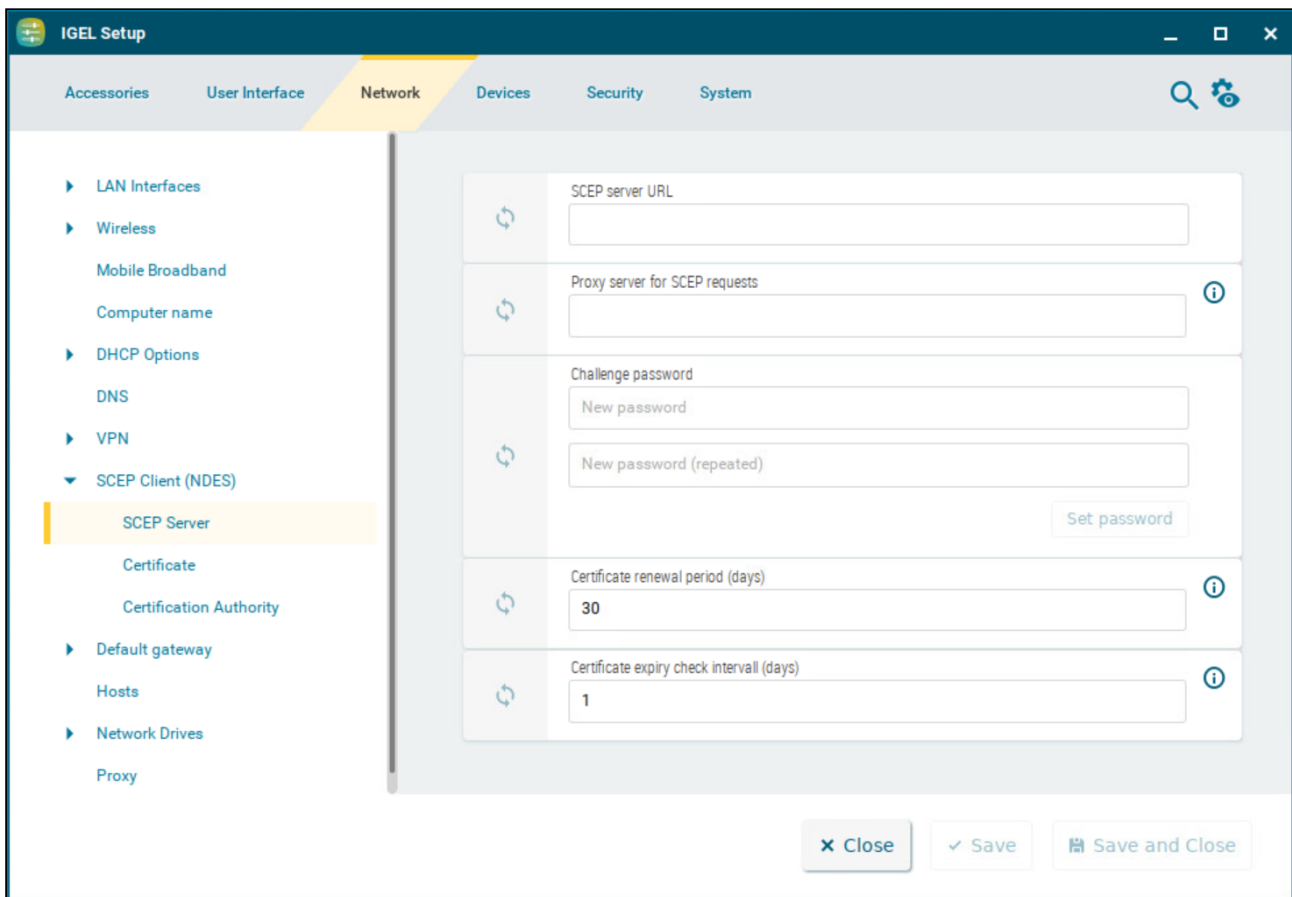 IGEL Setup
Accessories User Interface Network Devices Security System
LAN Interfaces
Wireless
Mobile Broadband
Computer name
DHCP Options
DNS
VPN
SCEP Client (NDES)
SCEP Server
Certificate
Certification Authority
Default gateway
Hosts
Network Drives
Proxy
SCEP server URL
Proxy server for SCEP requests
Challenge password
New password
New password (repeated)
Set password
Certificate renewal period (days)
30
Certificate expiry check intervall (days)
1
Close Save Save and Close